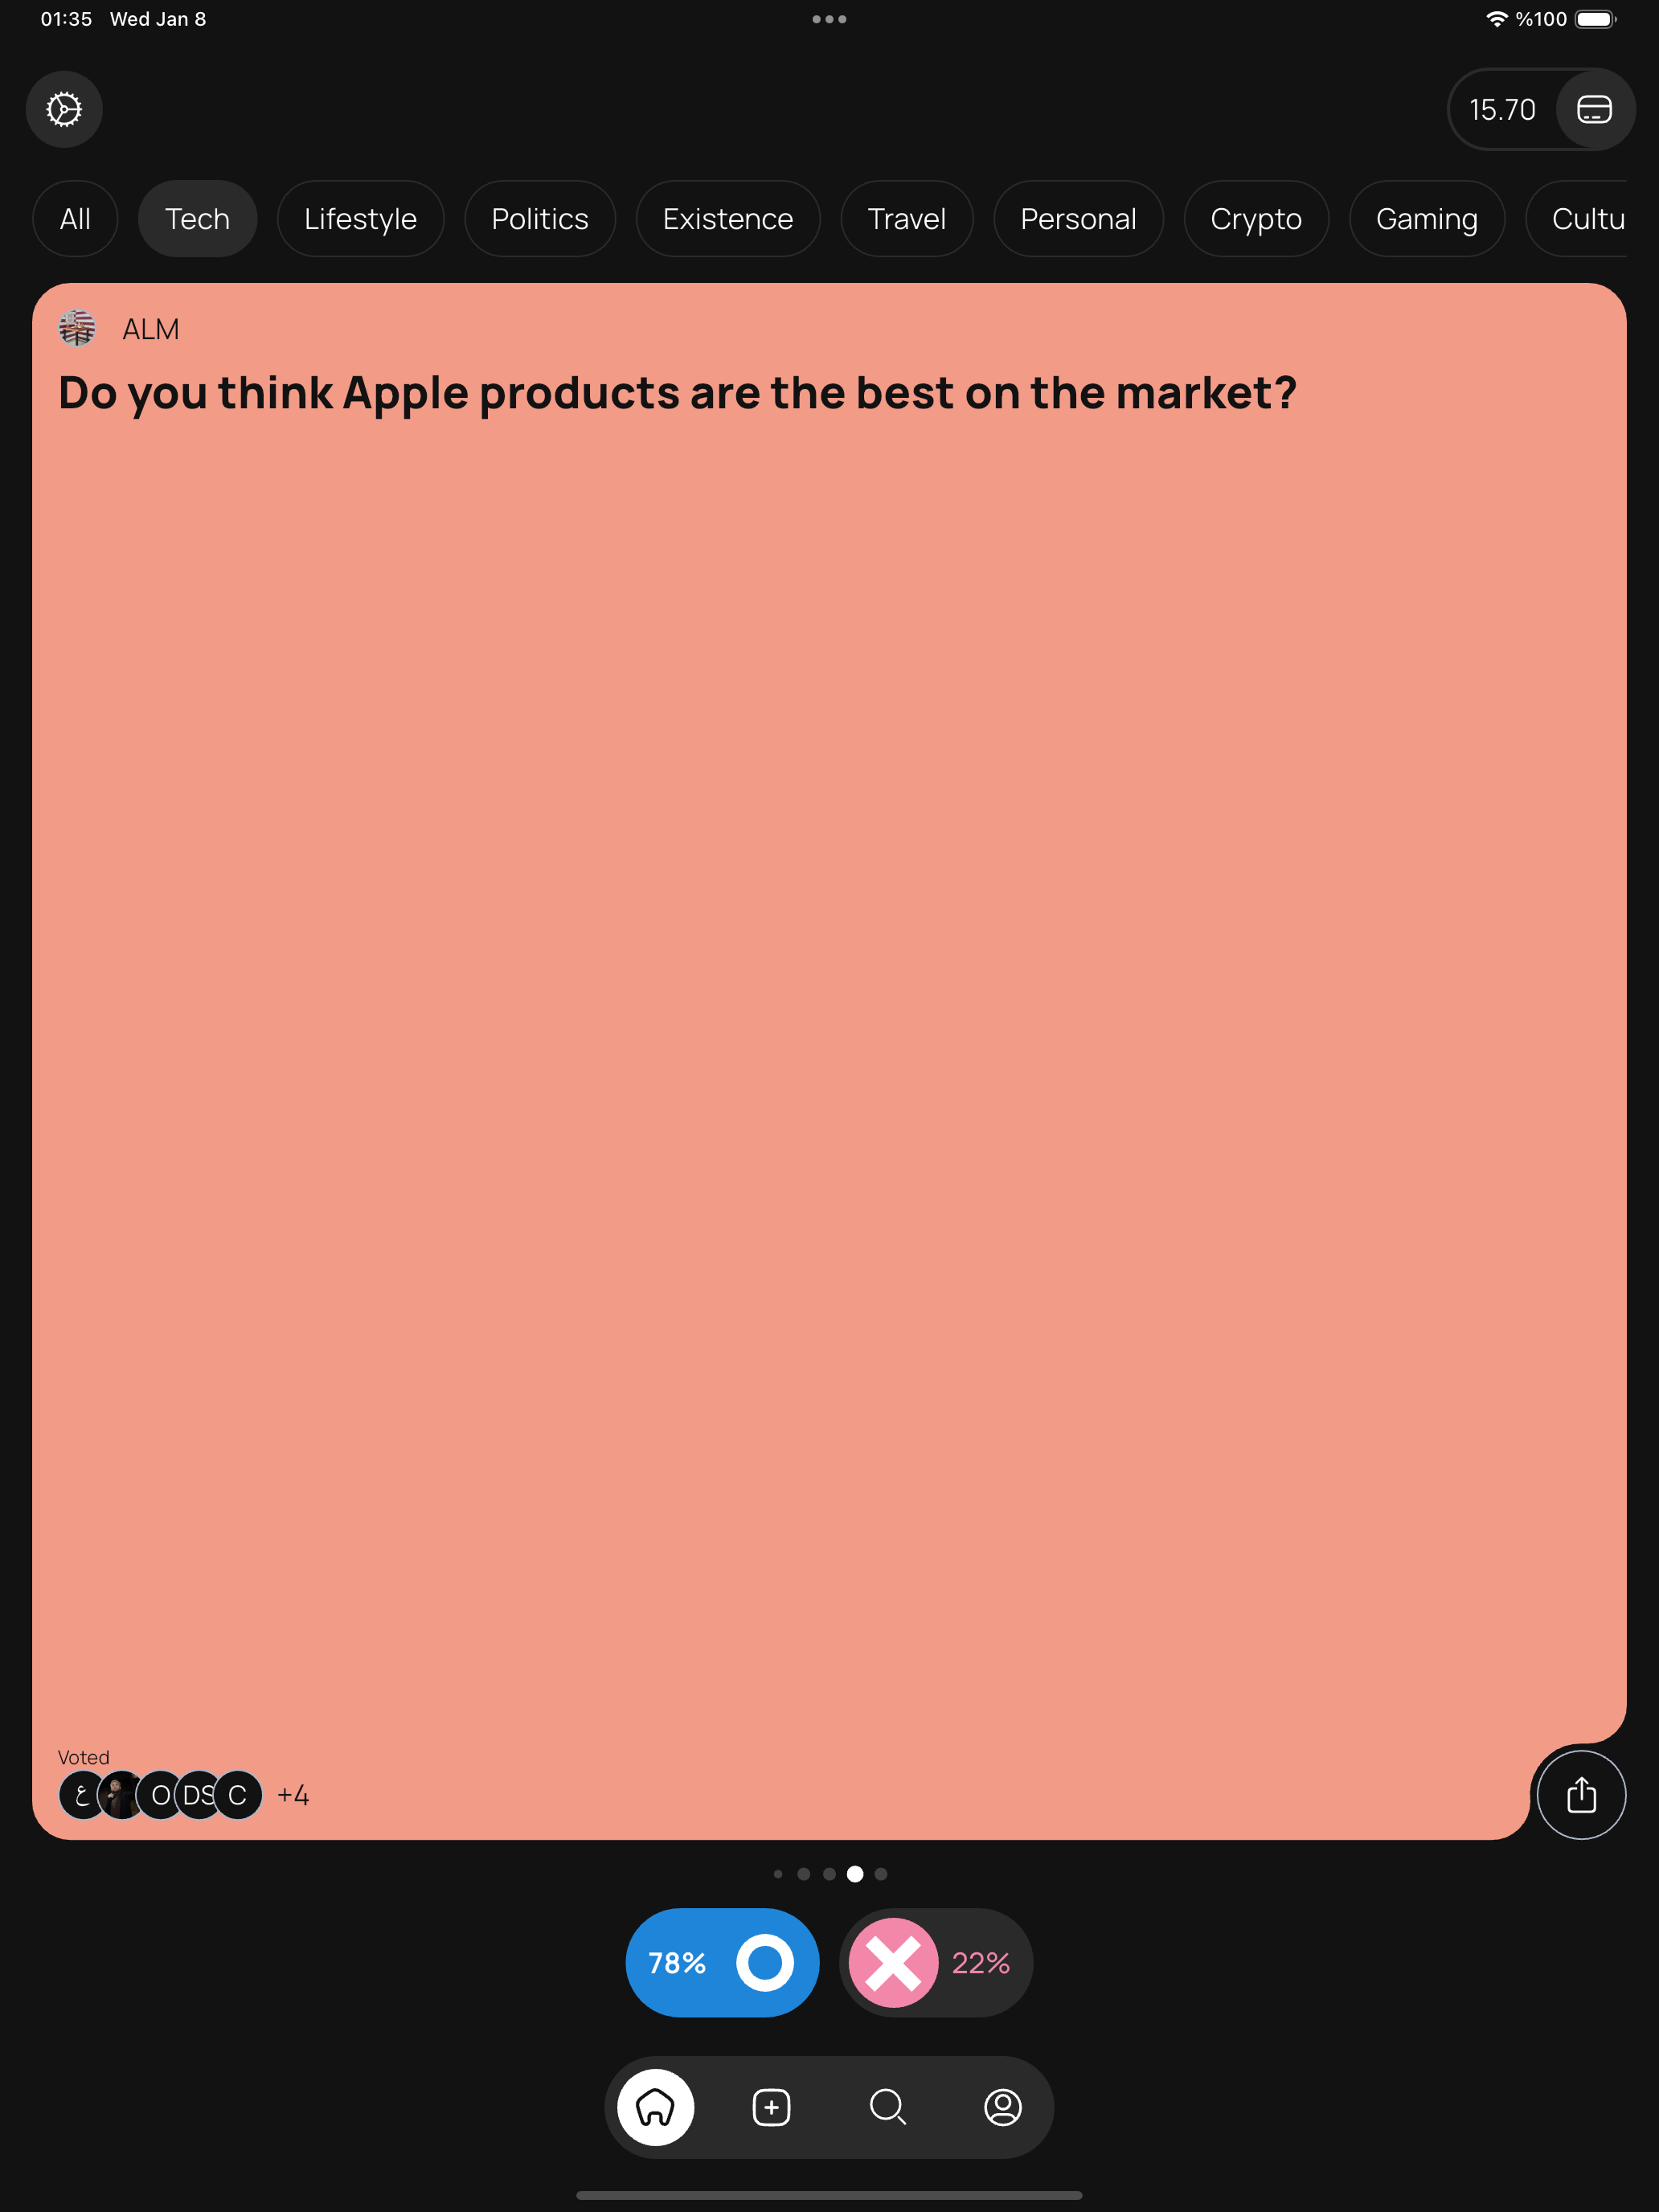 01:35 Wed Jan 8
%100
15.70
All Tech Lifestyle Politics Existence Travel Personal Crypto Gaming Cultu
ALM
Do you think Apple products are the best on the market?
Voted
ع O DS C +4
78% 22%